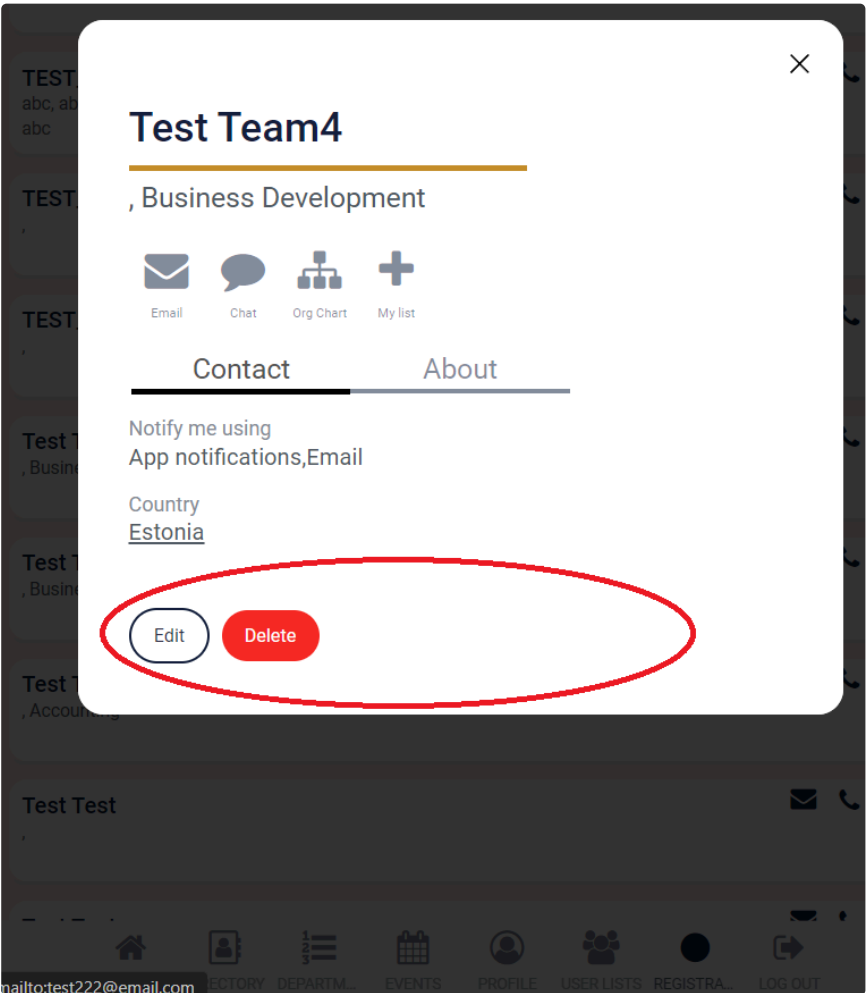 TEST,
abc, ab
abc
TEST,
,
TEST,
,
Test T
, Busine
Test T
, Busine
Test T
, Accounting
Test Team4
, Business Development
Email Chat Org Chart My list
Contact About
Notify me using
App notifications,Email
Country
Estonia
Edit Delete
Test Test
,
ECTORY DEPARTM... EVENTS PROFILE USER LISTS REGISTRA... LOG OUT
mailto:test222@email.com